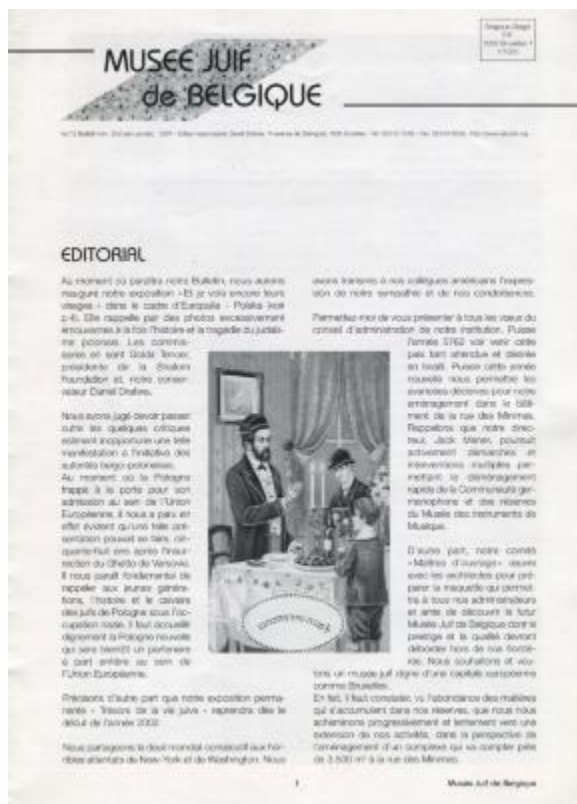 MUSEE JUIF
de BELGIQUE
EDITORIAL
Au moment où paraîtra notre Bulletin, nous aurons
inauguré notre exposition « Et je vois encore leurs
visages » dans le cadre d'Europalia - Polska (voir
p.4). Elle rappelle par des photos excessivement
émouvantes à la fois l'histoire et la tragédie du judaïs-
me polonais. Les commis-
saires en sont Golda Tencer,
présidente de la Shalom
Foundation et, notre conser-
vateur Daniel Dratwa.
Nous avons jugé devoir passer
outre les quelques critiques
estimant inopportune une telle
manifestation à l'initiative des
autorités belgo-polonaises.
Au moment où la Pologne
frappe à la porte pour son
admission au sein de l'Union
Européenne, il nous a paru en
effet évident qu'une telle pré-
sentation pouvait se faire, cin-
quante-huit ans après l'insur-
rection du Ghetto de Varsovie.
Il nous paraît fondamental de
rappeler aux jeunes généra-
tions, l'histoire et le calvaire
des juifs de Pologne sous l'oc-
cupation nazie. Il faut accueillir
dignement la Pologne nouvelle
qui sera bientôt un partenaire
à part entière au sein de
l'Union Européenne.
Précisons d'autre part que notre exposition perma-
nente « Trésors de la vie juive » reprendra dès le
début de l'année 2002.
Nous partageons le deuil mondial consécutif aux hor-
ribles attentats de New York et de Washington. Nous
avons transmis à nos collègues américains l'expres-
sion de notre sympathie et de nos condoléances.
Permettez-moi de vous présenter à tous les vœux du
conseil d'administration de notre institution. Puisse
l'année 5762 voir venir cette
paix tant attendue et désirée
en Israël. Puisse cette année
nouvelle nous permettre les
avancées décisives pour notre
aménagement dans le bâti-
ment de la rue des Minimes.
Rappelons que notre direc-
teur, poursuit
activement démarches et
interventions multiples per-
mettant le déménagement
rapide de la Communauté ger-
manophone et des réserves
du Musée des Instruments de
Musique.
D'autre part, notre comité
« Maîtres d'ouvrage » œuvre
avec les architectes pour pré-
parer la maquette qui permet-
tra à tous nos administrateurs
et amis de découvrir le futur
Musée Juif de Belgique dont le
prestige et la qualité devront
déborder hors de nos frontiè-
res. Nous souhaitons et vou-
lons un musée juif digne d'une capitale européenne
comme Bruxelles.
En fait, il faut constater, vu l'abondance des matières
qui s'accumulent dans nos réserves, que nous nous
acheminons progressivement et lentement vers une
extension de nos activités, dans la perspective de
l'aménagement d'un complexe qui va compter près
de 3.500 m² à la rue des Minimes.
1
Musée Juif de Belgique